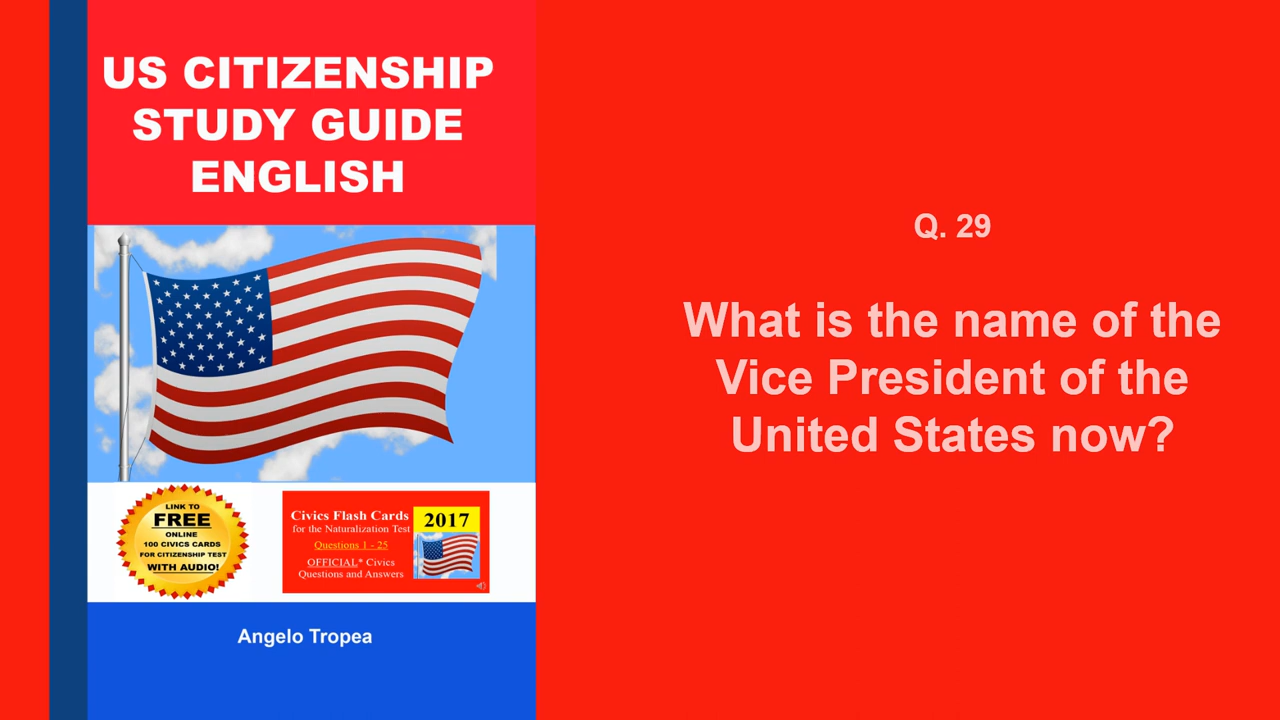 US CITIZENSHIP
STUDY GUIDE
ENGLISH
LINK TO
FREE
ONLINE
100 CIVICS CARDS
FOR CITIZENSHIP TEST
WITH AUDIO!
Civics Flash Cards
for the Naturalization Test
Questions 1 - 25
OFFICIAL* Civics
Questions and Answers
2017
Angelo Tropea
Q. 29
What is the name of the
Vice President of the
United States now?